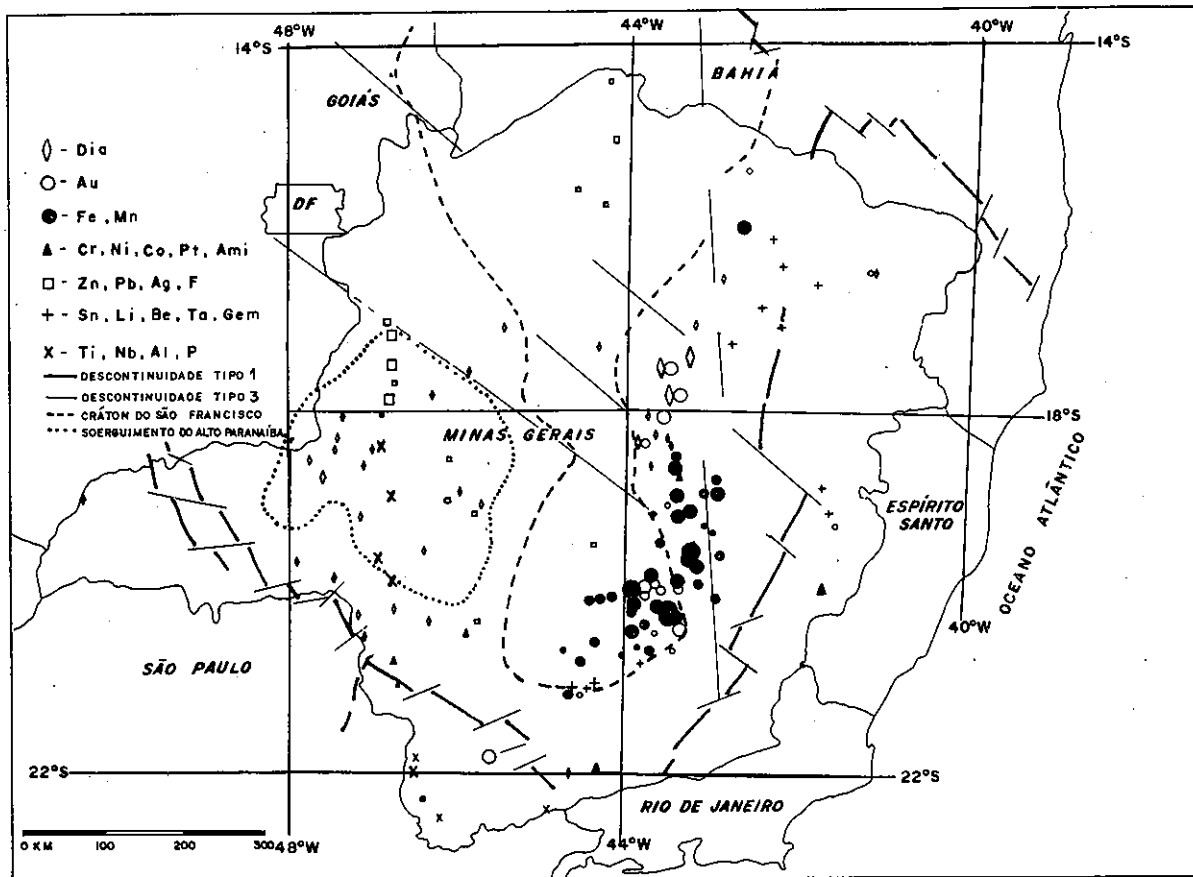 48°W
44°W
40°W
14°S
14°S
BAHIA
GOIÁS
◊ - Dia
○ - Au
DF
● - Fe, Mn
▲ - Cr, Ni, Co, Pt, Ami
□ - Zn, Pb, Ag, F
+ - Sn, Li, Be, Ta, Gem
X - Ti, Nb, Al, P
DESCONTINUIDADE TIPO 1
DESCONTINUIDADE TIPO 3
CRÁTON DO SÃO FRANCISCO
SOERGUIMENTO DO ALTO PARANAÍBA
18°S
MINAS GERAIS
ESPÍRITO
SANTO
OCEANO ATLÂNTICO
40°W
SÃO PAULO
22°S
22°S
RIO DE JANEIRO
0 KM 100 200 300
48°W
44°W